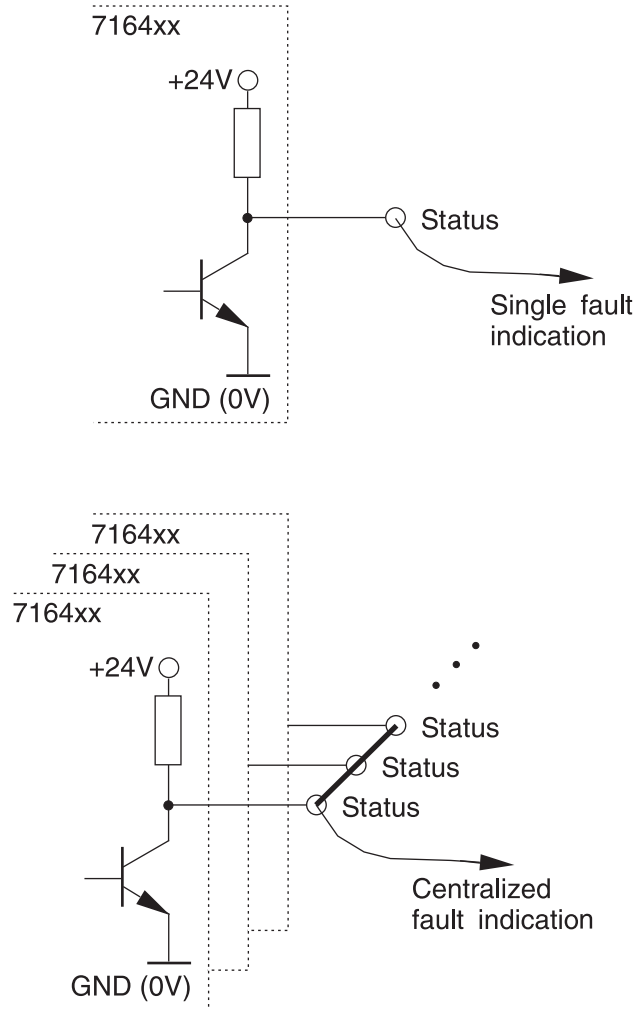 7164xx
+24V
Status
Single fault
indication
GND (0V)
7164xx
7164xx
7164xx
+24V
Status
Status
Status
Centralized
fault indication
GND (0V)